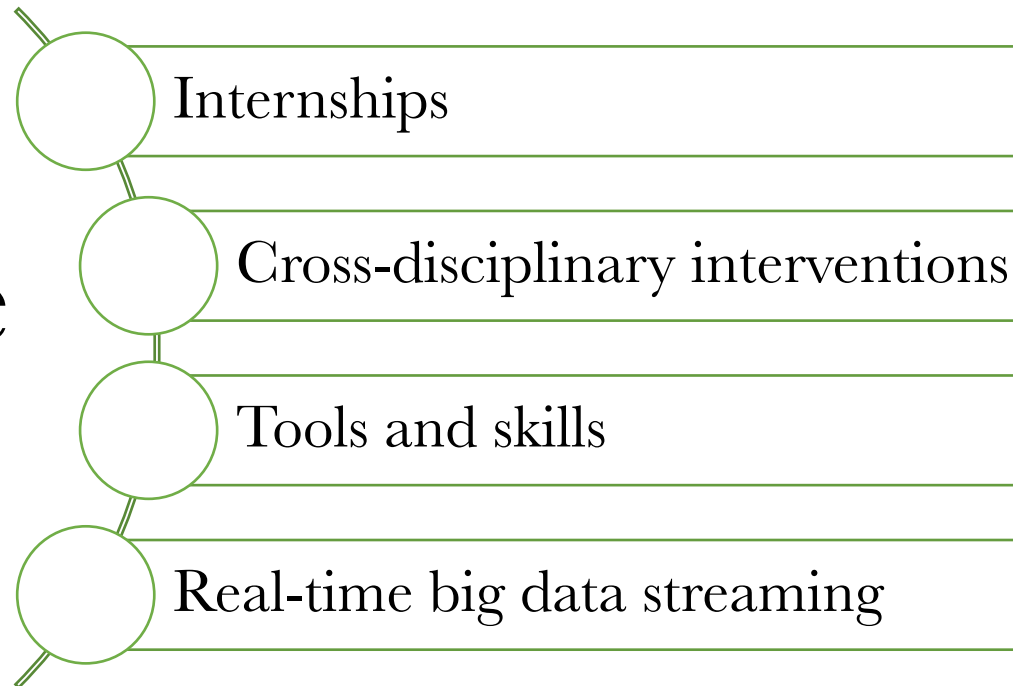 Internships
Cross-disciplinary interventions
Tools and skills
Real-time big data streaming